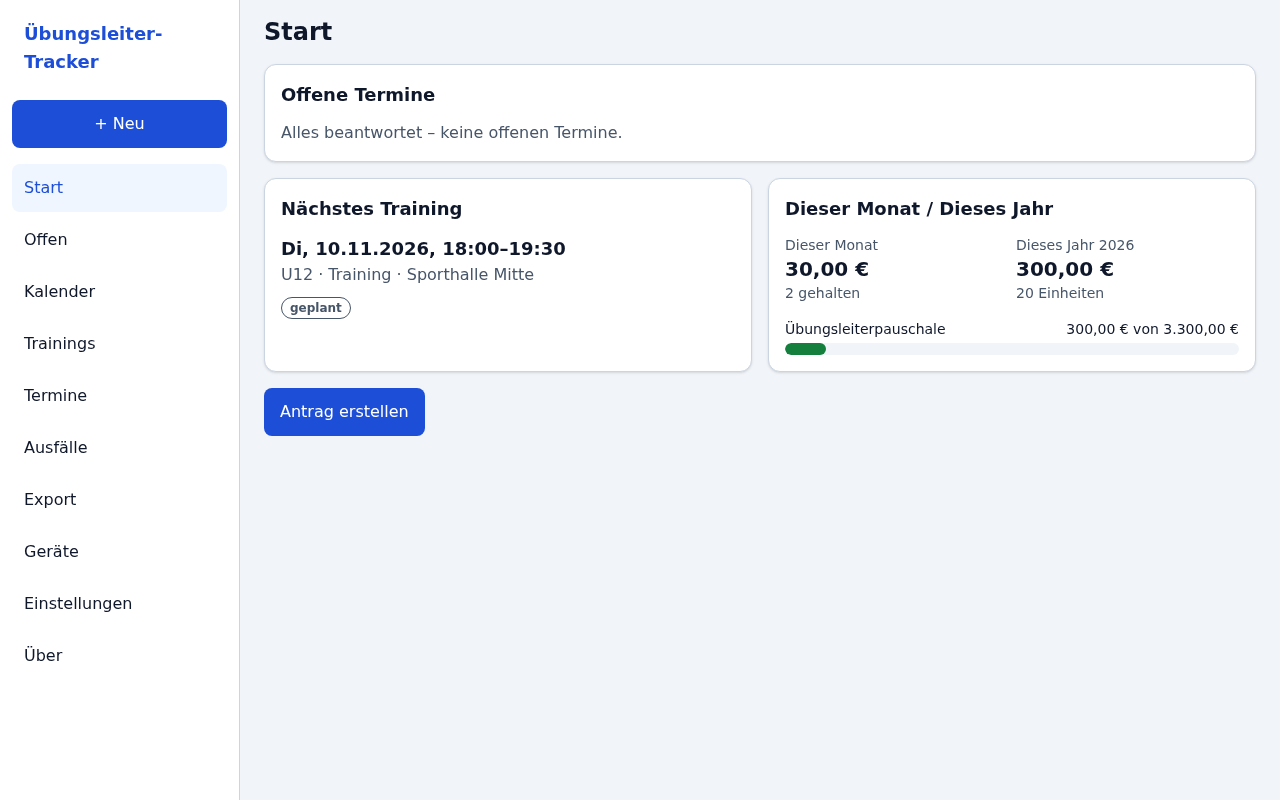 Übungsleiter-
Tracker
+ Neu
Start
Offen
Kalender
Trainings
Termine
Ausfälle
Export
Geräte
Einstellungen
Über
Start
Offene Termine
Alles beantwortet – keine offenen Termine.
Nächstes Training
Di, 10.11.2026, 18:00–19:30
U12 · Training · Sporthalle Mitte
geplant
Dieser Monat / Dieses Jahr
Dieser Monat
30,00 €
2 gehalten
Dieses Jahr 2026
300,00 €
20 Einheiten
Übungsleiterpauschale 300,00 € von 3.300,00 €
Antrag erstellen